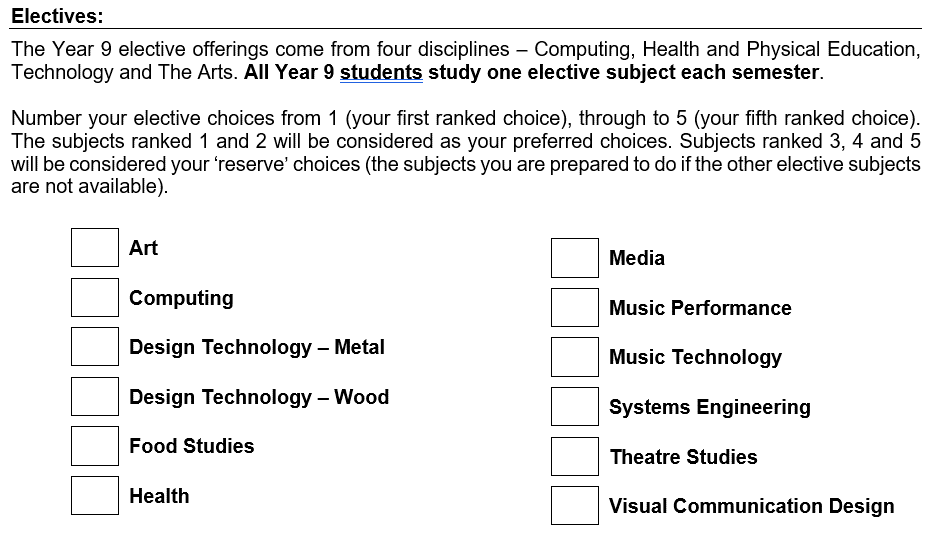 Electives:
The Year 9 elective offerings come from four disciplines – Computing, Health and Physical Education,
Technology and The Arts. All Year 9 students study one elective subject each semester.
Number your elective choices from 1 (your first ranked choice), through to 5 (your fifth ranked choice).
The subjects ranked 1 and 2 will be considered as your preferred choices. Subjects ranked 3, 4 and 5
will be considered your ‘reserve’ choices (the subjects you are prepared to do if the other elective subjects
are not available).
Art
Computing
Design Technology – Metal
Design Technology – Wood
Food Studies
Health
Media
Music Performance
Music Technology
Systems Engineering
Theatre Studies
Visual Communication Design